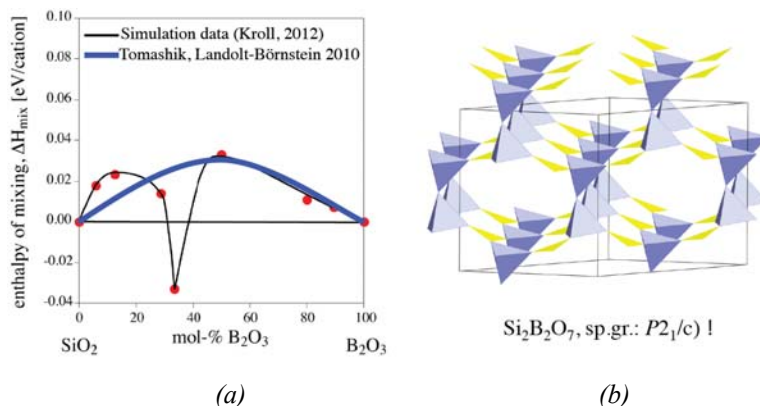 0.10
Simulation data (Kroll, 2012)
Tomashik, Landolt-Börnstein 2010
0.08
0.06
0.04
0.02
0.00
-0.02
-0.04
enthalpy of mixing, ΔH_mix [eV/cation]
0 20 40 60 80 100
SiO₂ mol-% B₂O₃ B₂O₃
Si₂B₂O₇, sp.gr.: P2₁/c) !
(a) (b)